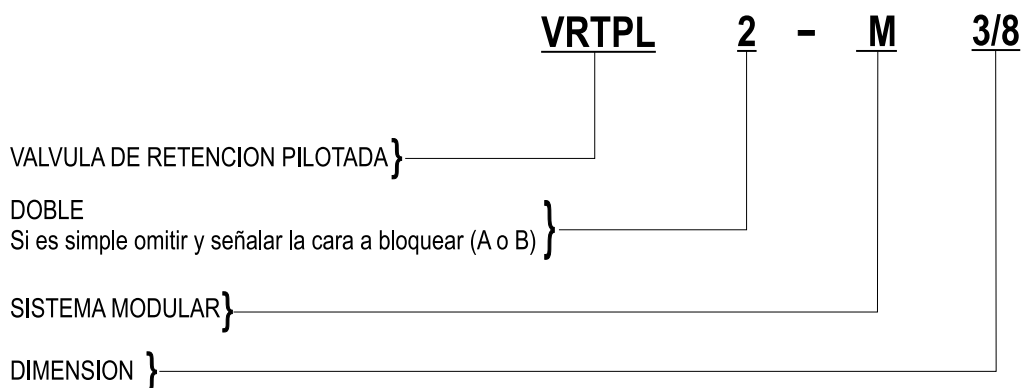 VRTPL 2 - M 3/8
VALVULA DE RETENCION PILOTADA}
DOBLE
Si es simple omitir y señalar la cara a bloquear (A o B)}
SISTEMA MODULAR}
DIMENSION }